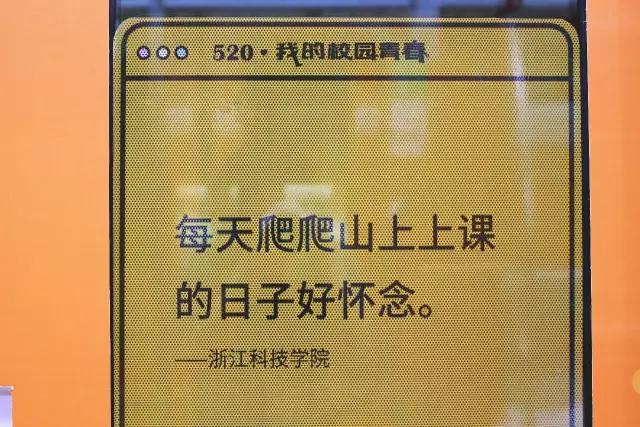 520·我的校园青春
每天爬爬山上上课
的日子好怀念。
——浙江科技学院